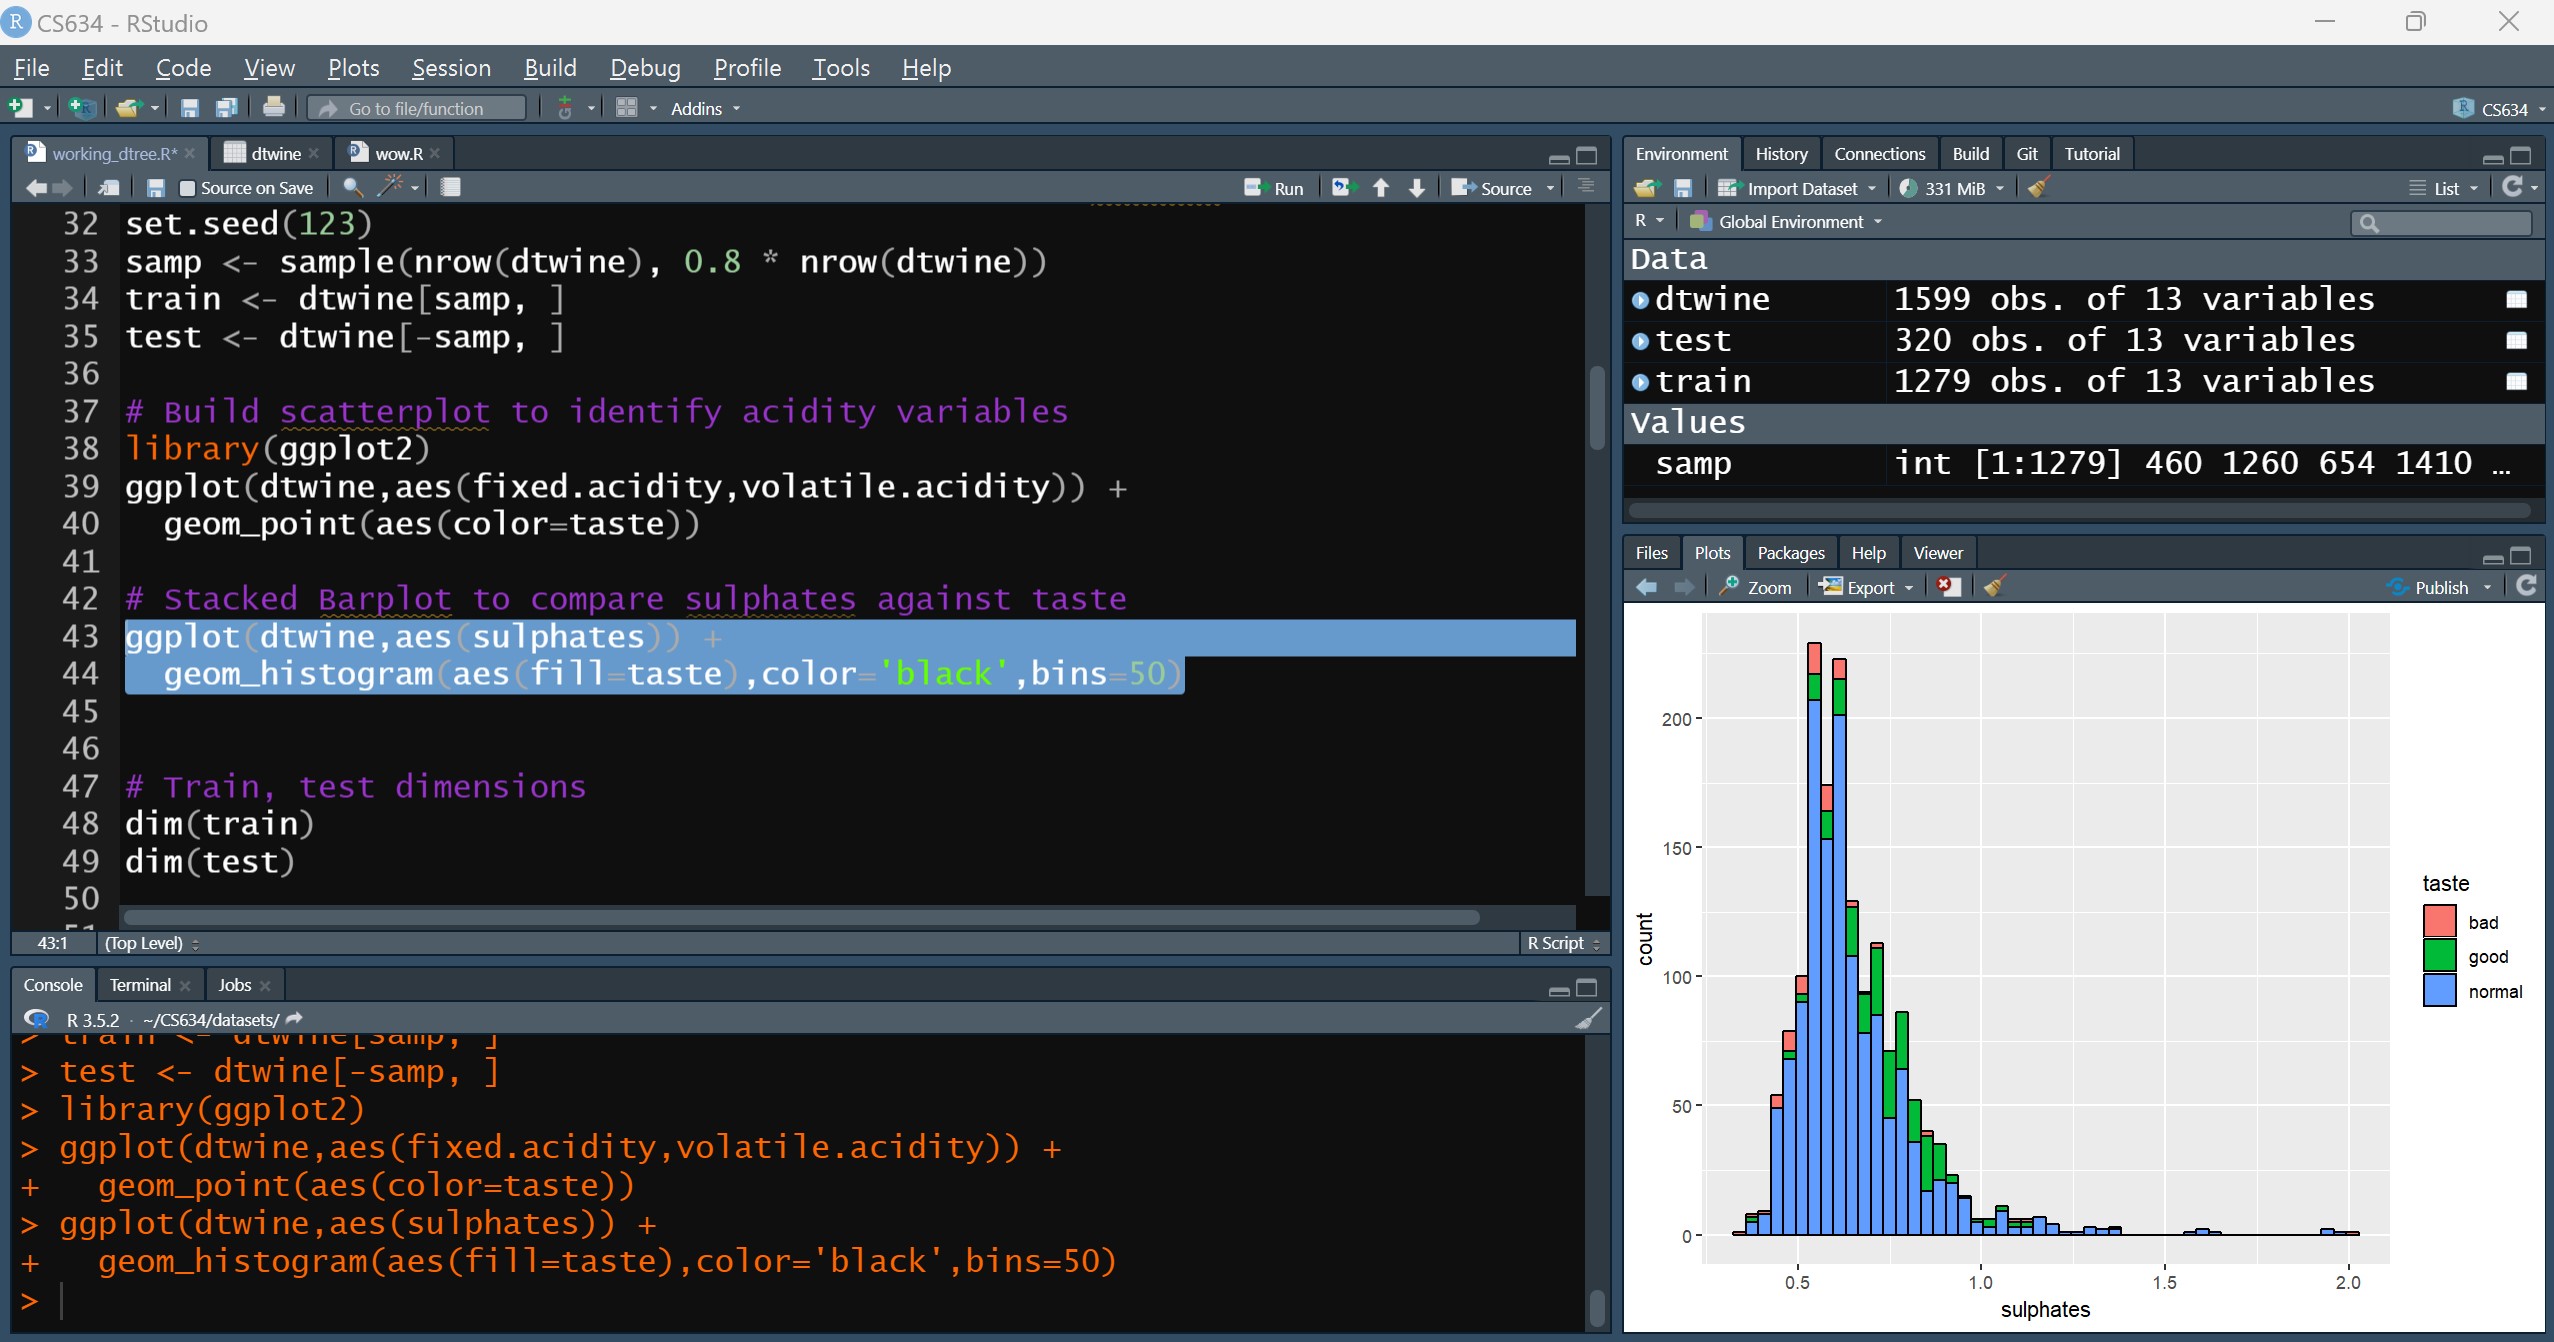 CS634 - RStudio
File Edit Code View Plots Session Build Debug Profile Tools Help
Go to file/function Addins CS634
working_dtree.R* dtwine wow.R
Source on Save Run Source
32 set.seed(123)
33 samp <- sample(nrow(dtwine), 0.8 * nrow(dtwine))
34 train <- dtwine[samp, ]
35 test <- dtwine[-samp, ]
36
37 # Build scatterplot to identify acidity variables
38 library(ggplot2)
39 ggplot(dtwine,aes(fixed.acidity,volatile.acidity)) +
40   geom_point(aes(color=taste))
41
42 # Stacked Barplot to compare sulphates against taste
43 ggplot(dtwine,aes(sulphates)) +
44   geom_histogram(aes(fill=taste),color='black',bins=50)
45
46
47 # Train, test dimensions
48 dim(train)
49 dim(test)
50
51
43:1 (Top Level) R Script
Console Terminal Jobs
R 3.5.2 · ~/CS634/datasets/
> train <- dtwine[samp, ]
> test <- dtwine[-samp, ]
> library(ggplot2)
> ggplot(dtwine,aes(fixed.acidity,volatile.acidity)) +
+   geom_point(aes(color=taste))
> ggplot(dtwine,aes(sulphates)) +
+   geom_histogram(aes(fill=taste),color='black',bins=50)
>
Environment History Connections Build Git Tutorial
Import Dataset 331 MiB List
R Global Environment
Data
dtwine 1599 obs. of 13 variables
test 320 obs. of 13 variables
train 1279 obs. of 13 variables
Values
samp int [1:1279] 460 1260 654 1410 ...
Files Plots Packages Help Viewer
Zoom Export Publish
200
150
100
50
0
count
0.5 1.0 1.5 2.0
sulphates
taste
bad
good
normal